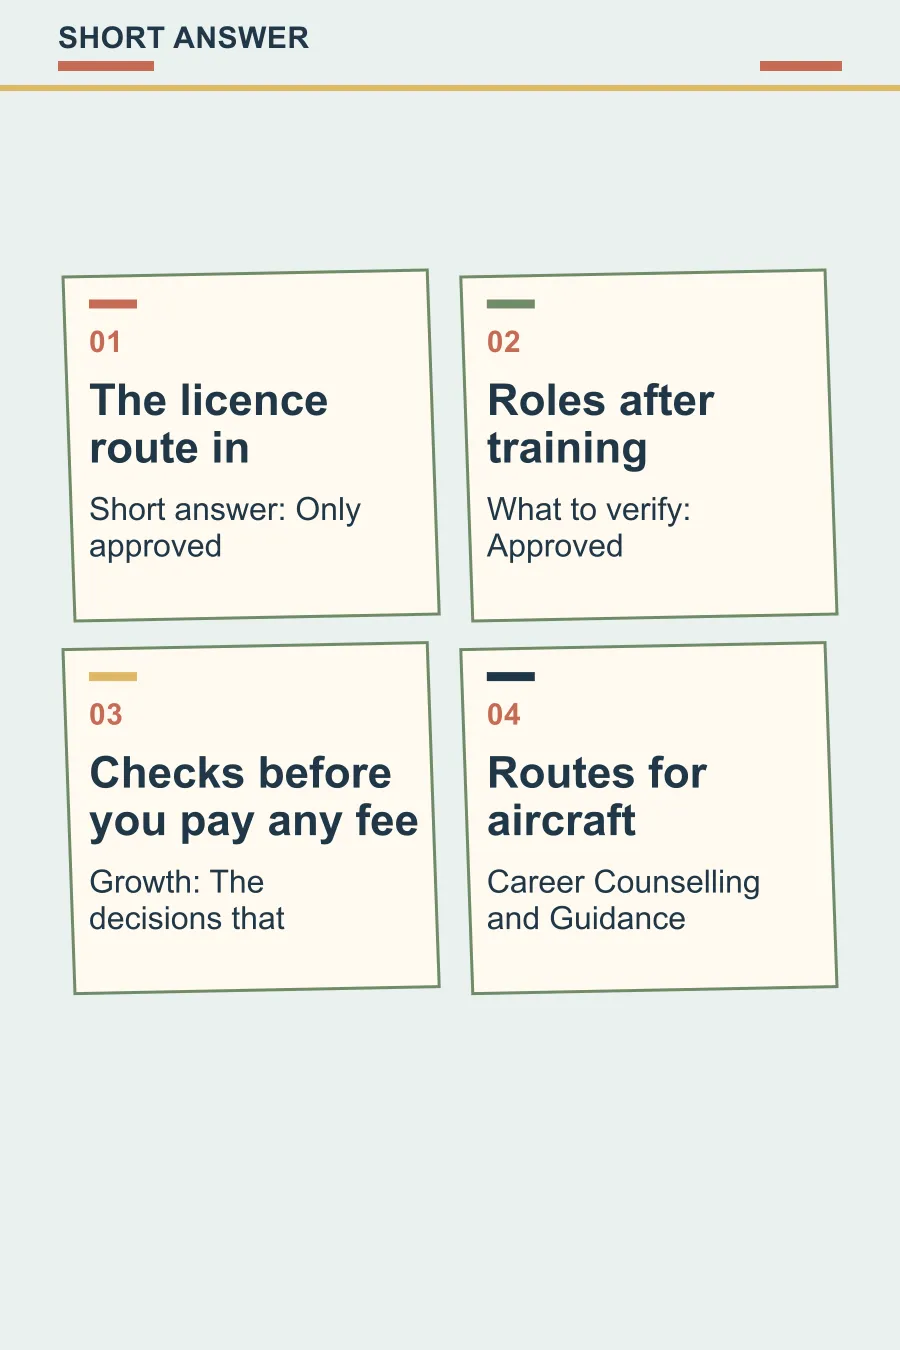 SHORT ANSWER
01
The licence
route in
Short answer: Only
approved
02
Roles after
training
What to verify:
Approved
03
Checks before
you pay any fee
Growth: The
decisions that
04
Routes for
aircraft
Career Counselling
and Guidance